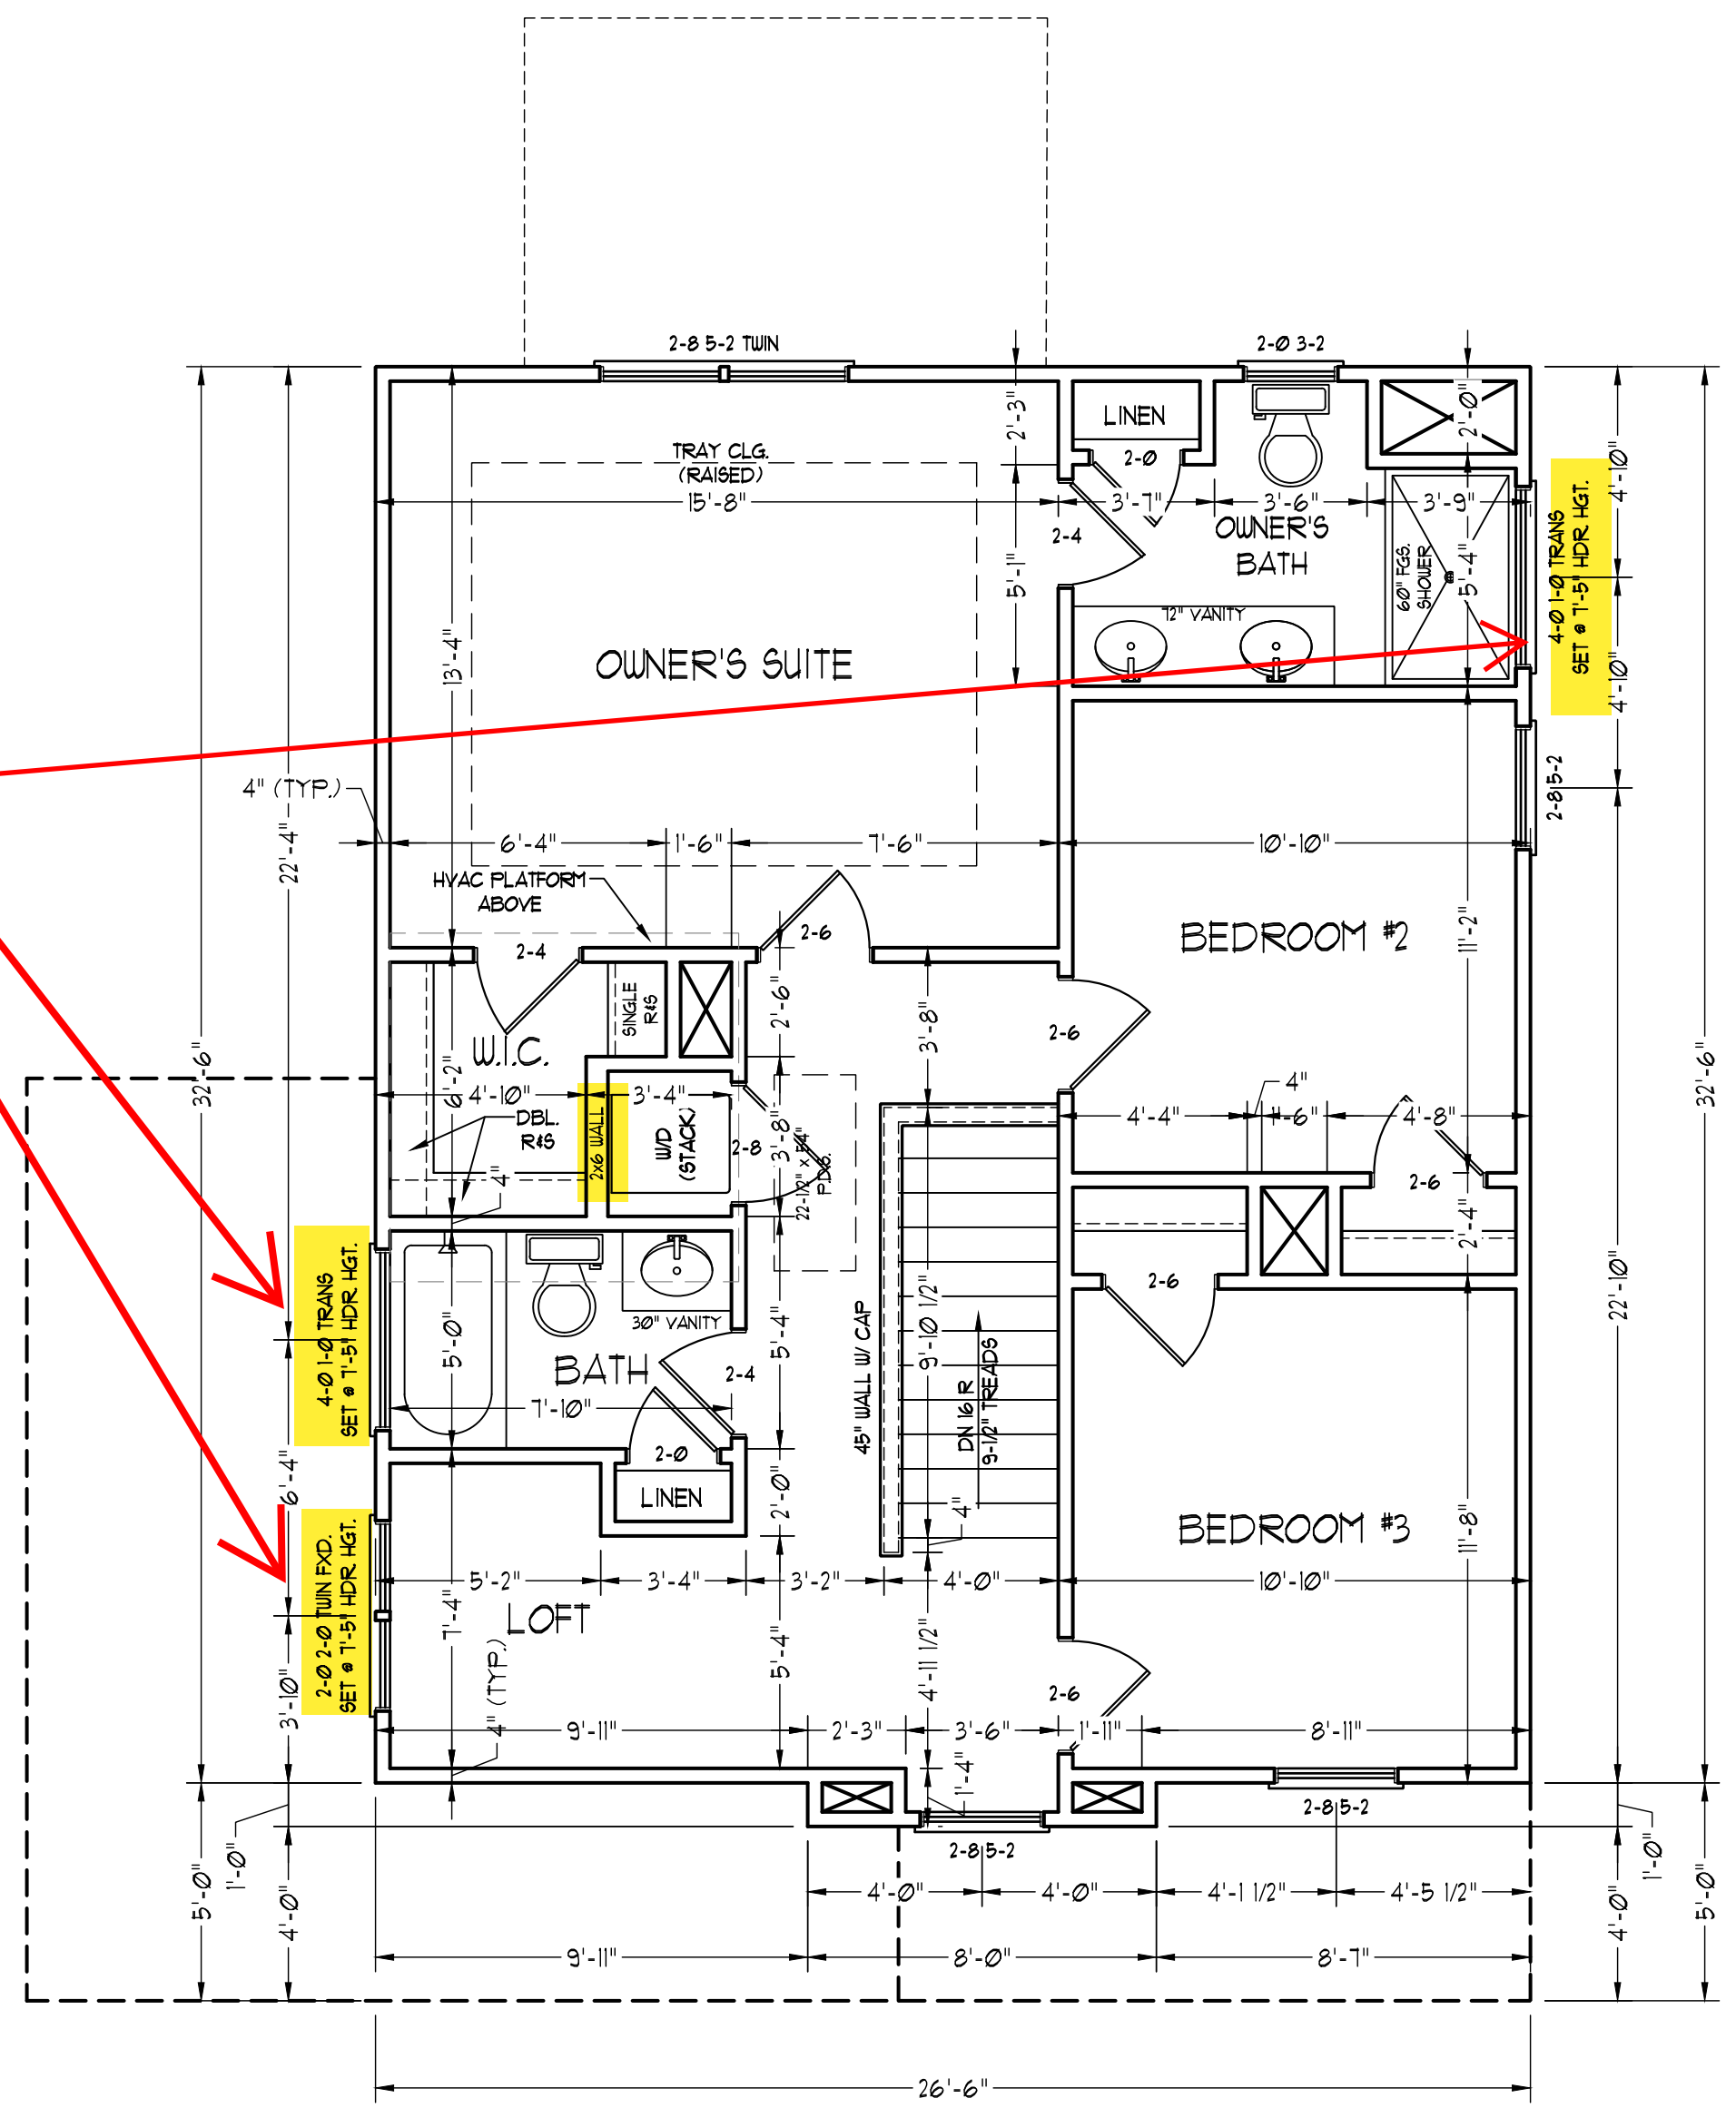 2-8 5-2 TWIN
2-0 3-2
LINEN
2-0
2'-3"
2'-0"
TRAY CLG.
(RAISED)
15'-8"
3'-7"
3'-6"
3'-9"
4'-10"
2-4
OWNER'S
BATH
5'-1"
60" FGS.
SHOWER
5'-4"
4-0 1-0 TRANS
SET @ 7'-5" HDR. HGT.
72" VANITY
13'-4"
OWNER'S SUITE
4'-10"
4" (TYP.)
2-8 5-2
22'-4"
6'-4"
1'-6"
7'-6"
10'-10"
HVAC PLATFORM
ABOVE
2-6
2-4
BEDROOM #2
11'-2"
SINGLE
R&S
2'-6"
3'-8"
2-6
W.I.C.
32'-6"
32'-6"
6'-2"
4'-10"
3'-4"
4"
4'-4"
1'-6"
4'-8"
DBL.
R&S
2x6 WALL
W/D
(STACK)
2-8
3'-8"
22-1/2" x 54"
P.D.S.
4"
2-6
2'-4"
4-0 1-0 TRANS
SET @ 7'-5" HDR. HGT.
5'-0"
30" VANITY
BATH
7'-10"
5'-4"
2-4
45" WALL W/ CAP
9'-10 1/2"
DN 16 R
9-1/2" TREADS
2-6
22'-10"
6'-4"
2-0
LINEN
2'-0"
4"
BEDROOM #3
11'-8"
2-0 2-0 TWIN FXD.
SET @ 7'-5" HDR. HGT.
5'-2"
3'-4"
3'-2"
4'-0"
10'-10"
7'-4"
LOFT
4" (TYP.)
5'-4"
4'-11 1/2"
2-6
3'-10"
9'-11"
2'-3"
3'-6"
1'-11"
8'-11"
1'-4"
2-8 5-2
2-8 5-2
1'-0"
1'-0"
5'-0"
4'-0"
4'-0"
4'-0"
4'-1 1/2"
4'-5 1/2"
4'-0"
5'-0"
9'-11"
8'-0"
8'-7"
26'-6"